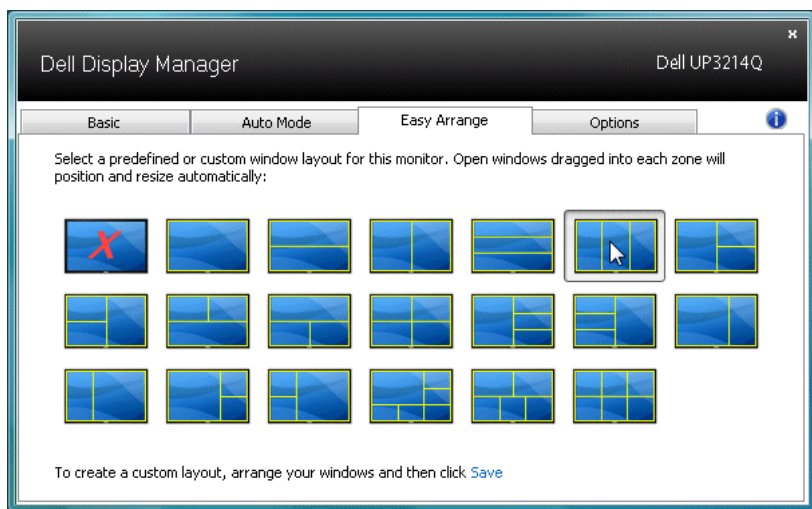 Dell Display Manager
Dell UP3214Q
Basic
Auto Mode
Easy Arrange
Options
Select a predefined or custom window layout for this monitor. Open windows dragged into each zone will
position and resize automatically:
To create a custom layout, arrange your windows and then click Save